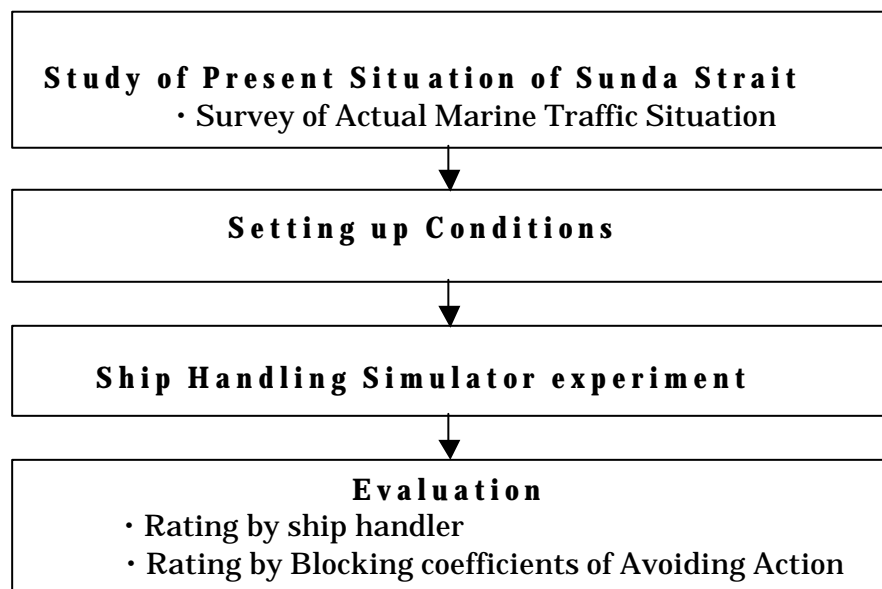 Study of Present Situation of Sunda Strait
・Survey of Actual Marine Traffic Situation
Setting up Conditions
Ship Handling Simulator experiment
Evaluation
・Rating by ship handler
・Rating by Blocking coefficients of Avoiding Action